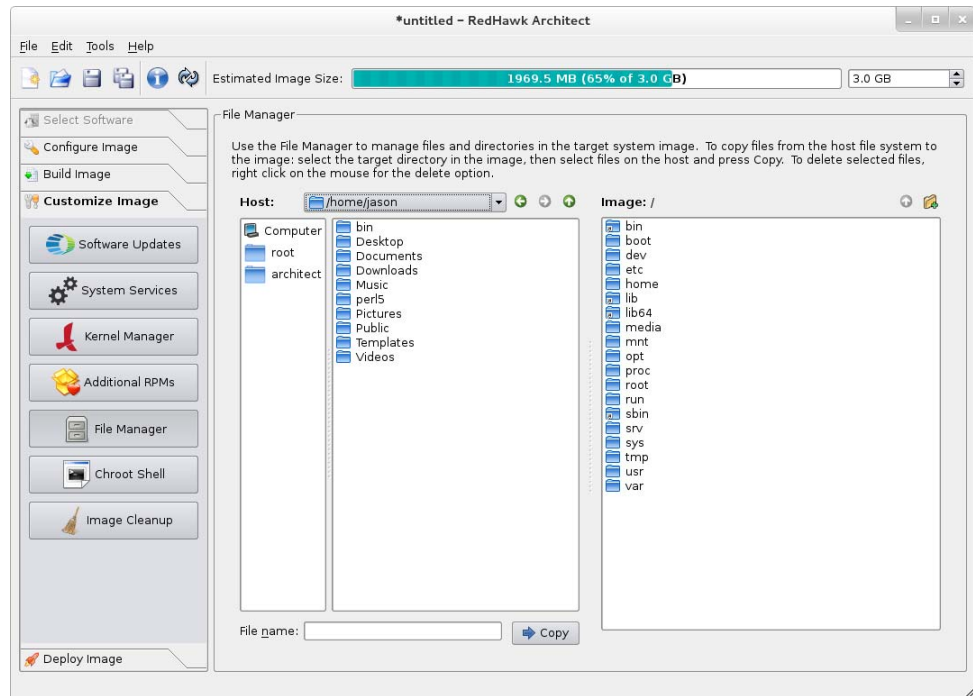 *untitled – RedHawk Architect
File Edit Tools Help
Estimated Image Size: 1969.5 MB (65% of 3.0 GB) 3.0 GB
Select Software
Configure Image
Build Image
Customize Image
Software Updates
System Services
Kernel Manager
Additional RPMs
File Manager
Chroot Shell
Image Cleanup
Deploy Image
File Manager
Use the File Manager to manage files and directories in the target system image. To copy files from the host file system to
the image: select the target directory in the image, then select files on the host and press Copy. To delete selected files,
right click on the mouse for the delete option.
Host: /home/jason
Computer
root
architect
bin
Desktop
Documents
Downloads
Music
perl5
Pictures
Public
Templates
Videos
File name:
Copy
Image: /
bin
boot
dev
etc
home
lib
lib64
media
mnt
opt
proc
root
run
sbin
srv
sys
tmp
usr
var